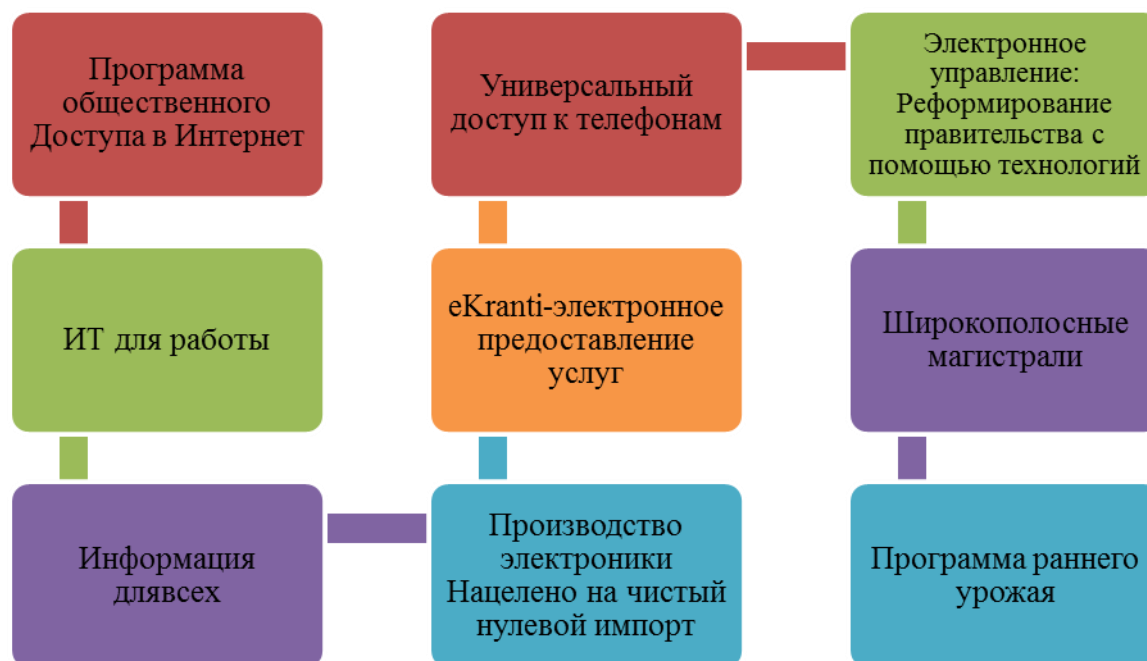 Программа
общественного
Доступа в Интернет
ИТ для работы
Информация
длявсех
Производство
электроники
Нацелено на чистый
нулевой импорт
eKranti-электронное
предоставление
услуг
Универсальный
доступ к телефонам
Электронное
управление:
Реформирование
правительства с
помощью технологий
Широкополосные
магистрали
Программа раннего
урожая